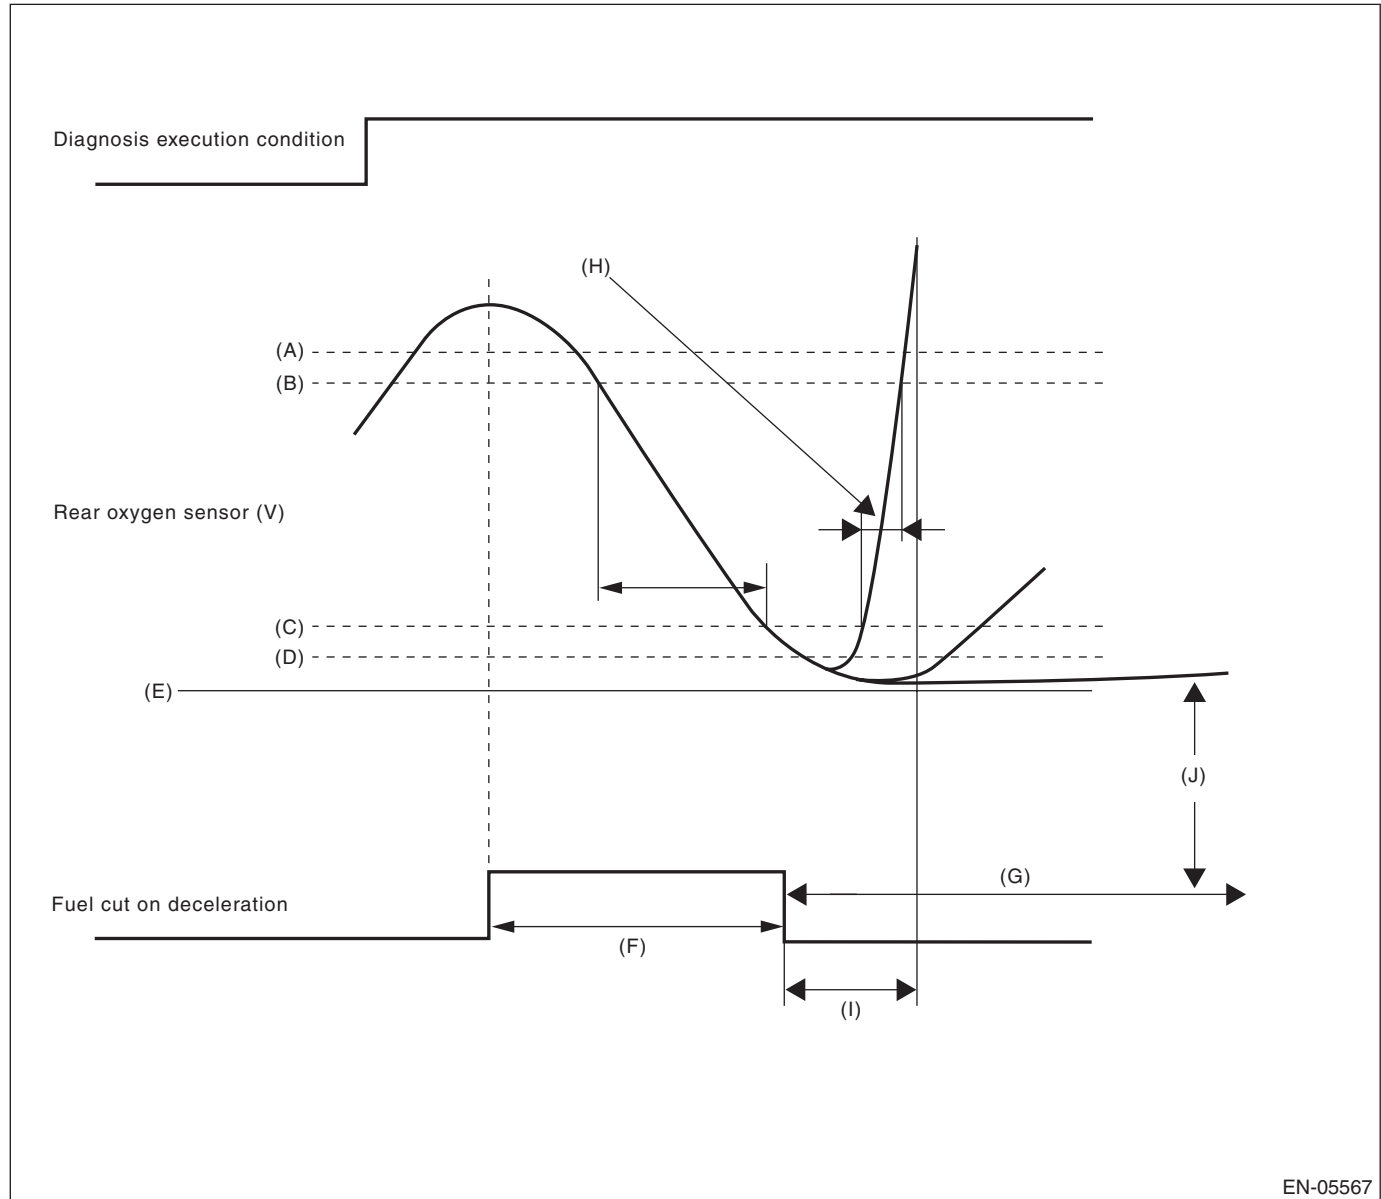 Diagnosis execution condition
(H)
(A)
(B)
Rear oxygen sensor (V)
(C)
(D)
(E)
(J)
(G)
Fuel cut on deceleration
(F)
(I)
EN-05567